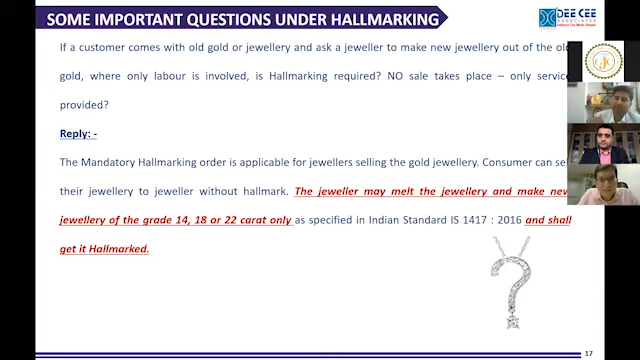 SOME IMPORTANT QUESTIONS UNDER HALLMARKING
DEE CEE
ASSOCIATES
If a customer comes with old gold or jewellery and ask a jeweller to make new jewellery out of the old
gold, where only labour is involved, is Hallmarking required? NO sale takes place – only service
provided?
Reply: -
The Mandatory Hallmarking order is applicable for jewellers selling the gold jewellery. Consumer can
their jewellery to jeweller without hallmark. The jeweller may melt the jewellery and make new
jewellery of the grade 14, 18 or 22 carat only as specified in Indian Standard IS 1417 : 2016 and shall
get it Hallmarked.
17